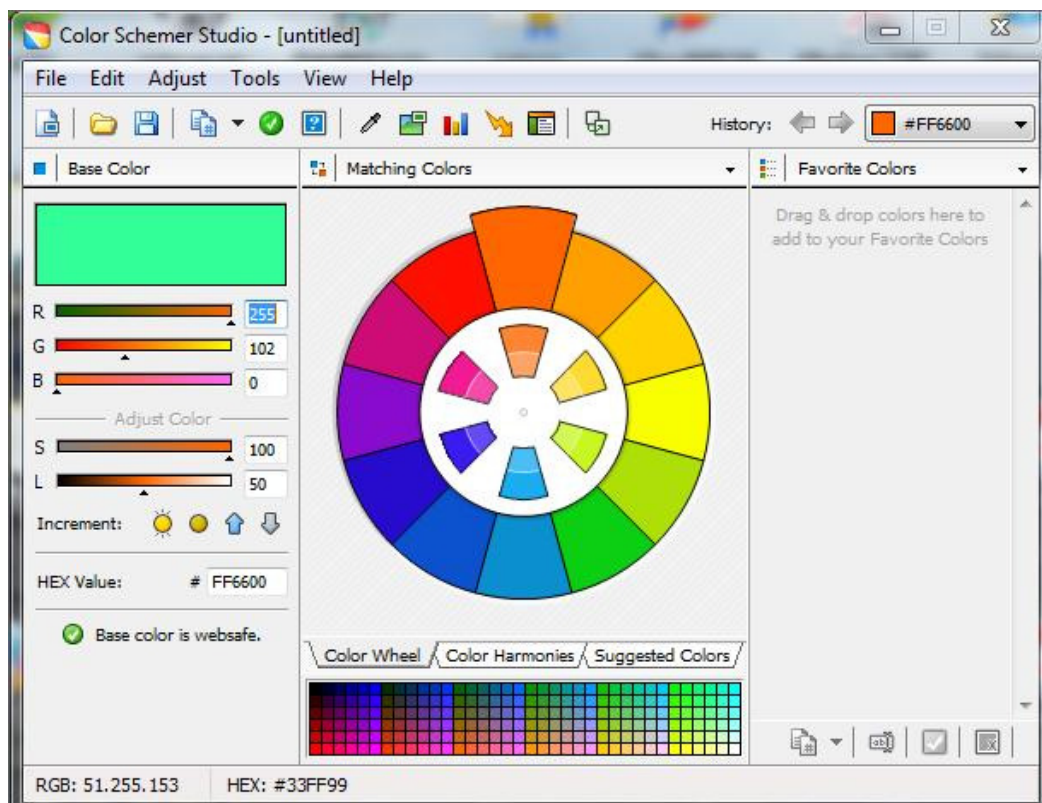 Color Schemer Studio - [untitled]
File Edit Adjust Tools View Help
History: #FF6600
Base Color
Matching Colors
Favorite Colors
Drag & drop colors here to
add to your Favorite Colors
R 255
G 102
B 0
Adjust Color
S 100
L 50
Increment:
HEX Value: # FF6600
Base color is websafe.
Color Wheel Color Harmonies Suggested Colors
RGB: 51.255.153 HEX: #33FF99